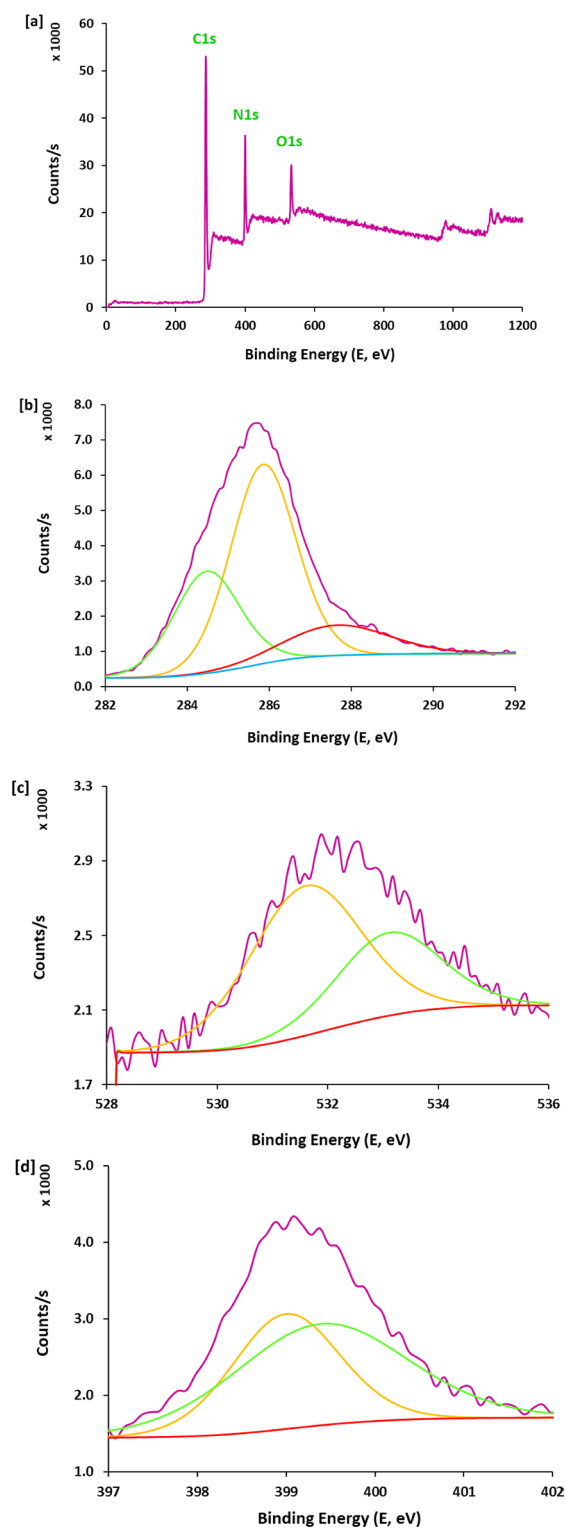 [a]
x 1000
60
50
40
30
20
10
0
Counts/s
C1s
N1s
O1s
0 200 400 600 800 1000 1200
Binding Energy (E, eV)
[b]
x 1000
8.0
7.0
6.0
5.0
4.0
3.0
2.0
1.0
0.0
Counts/s
282 284 286 288 290 292
Binding Energy (E, eV)
[c]
x 1000
3.3
2.9
2.5
2.1
1.7
Counts/s
528 530 532 534 536
Binding Energy (E, eV)
[d]
x 1000
5.0
4.0
3.0
2.0
1.0
Counts/s
397 398 399 400 401 402
Binding Energy (E, eV)